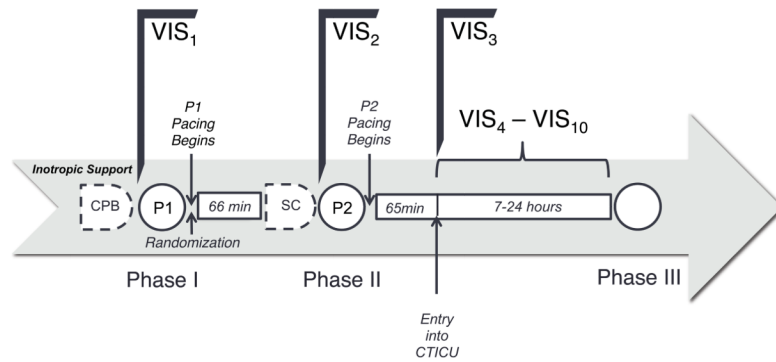 VIS1
VIS2
VIS3
P1
Pacing
Begins
P2
Pacing
Begins
VIS4 – VIS10
Inotropic Support
CPB
P1
66 min
SC
P2
65min
7-24 hours
Randomization
Phase I
Phase II
Phase III
Entry
into
CTICU